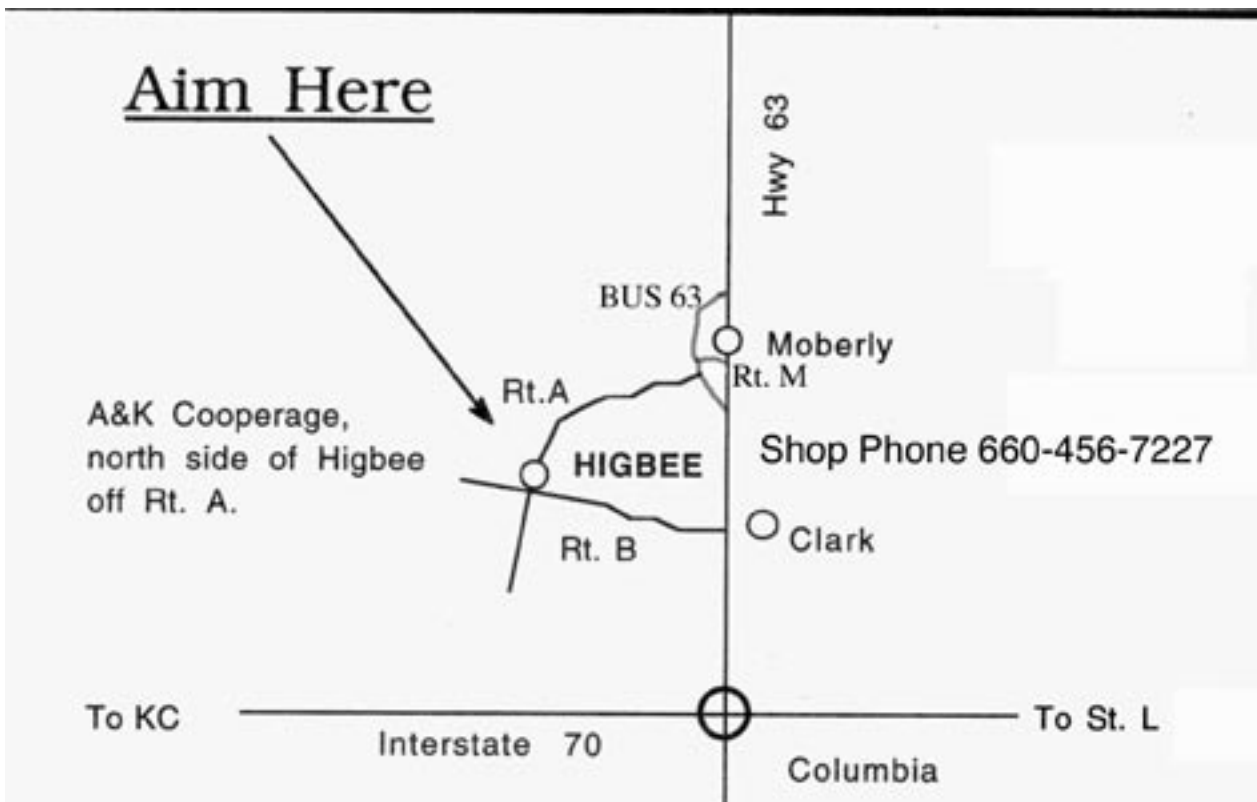 Aim Here
Hwy 63
BUS 63
Moberly
Rt. M
Rt.A
A&K Cooperage,
north side of Higbee
off Rt. A.
HIGBEE
Shop Phone 660-456-7227
Clark
Rt. B
To KC
Interstate 70
To St. L
Columbia